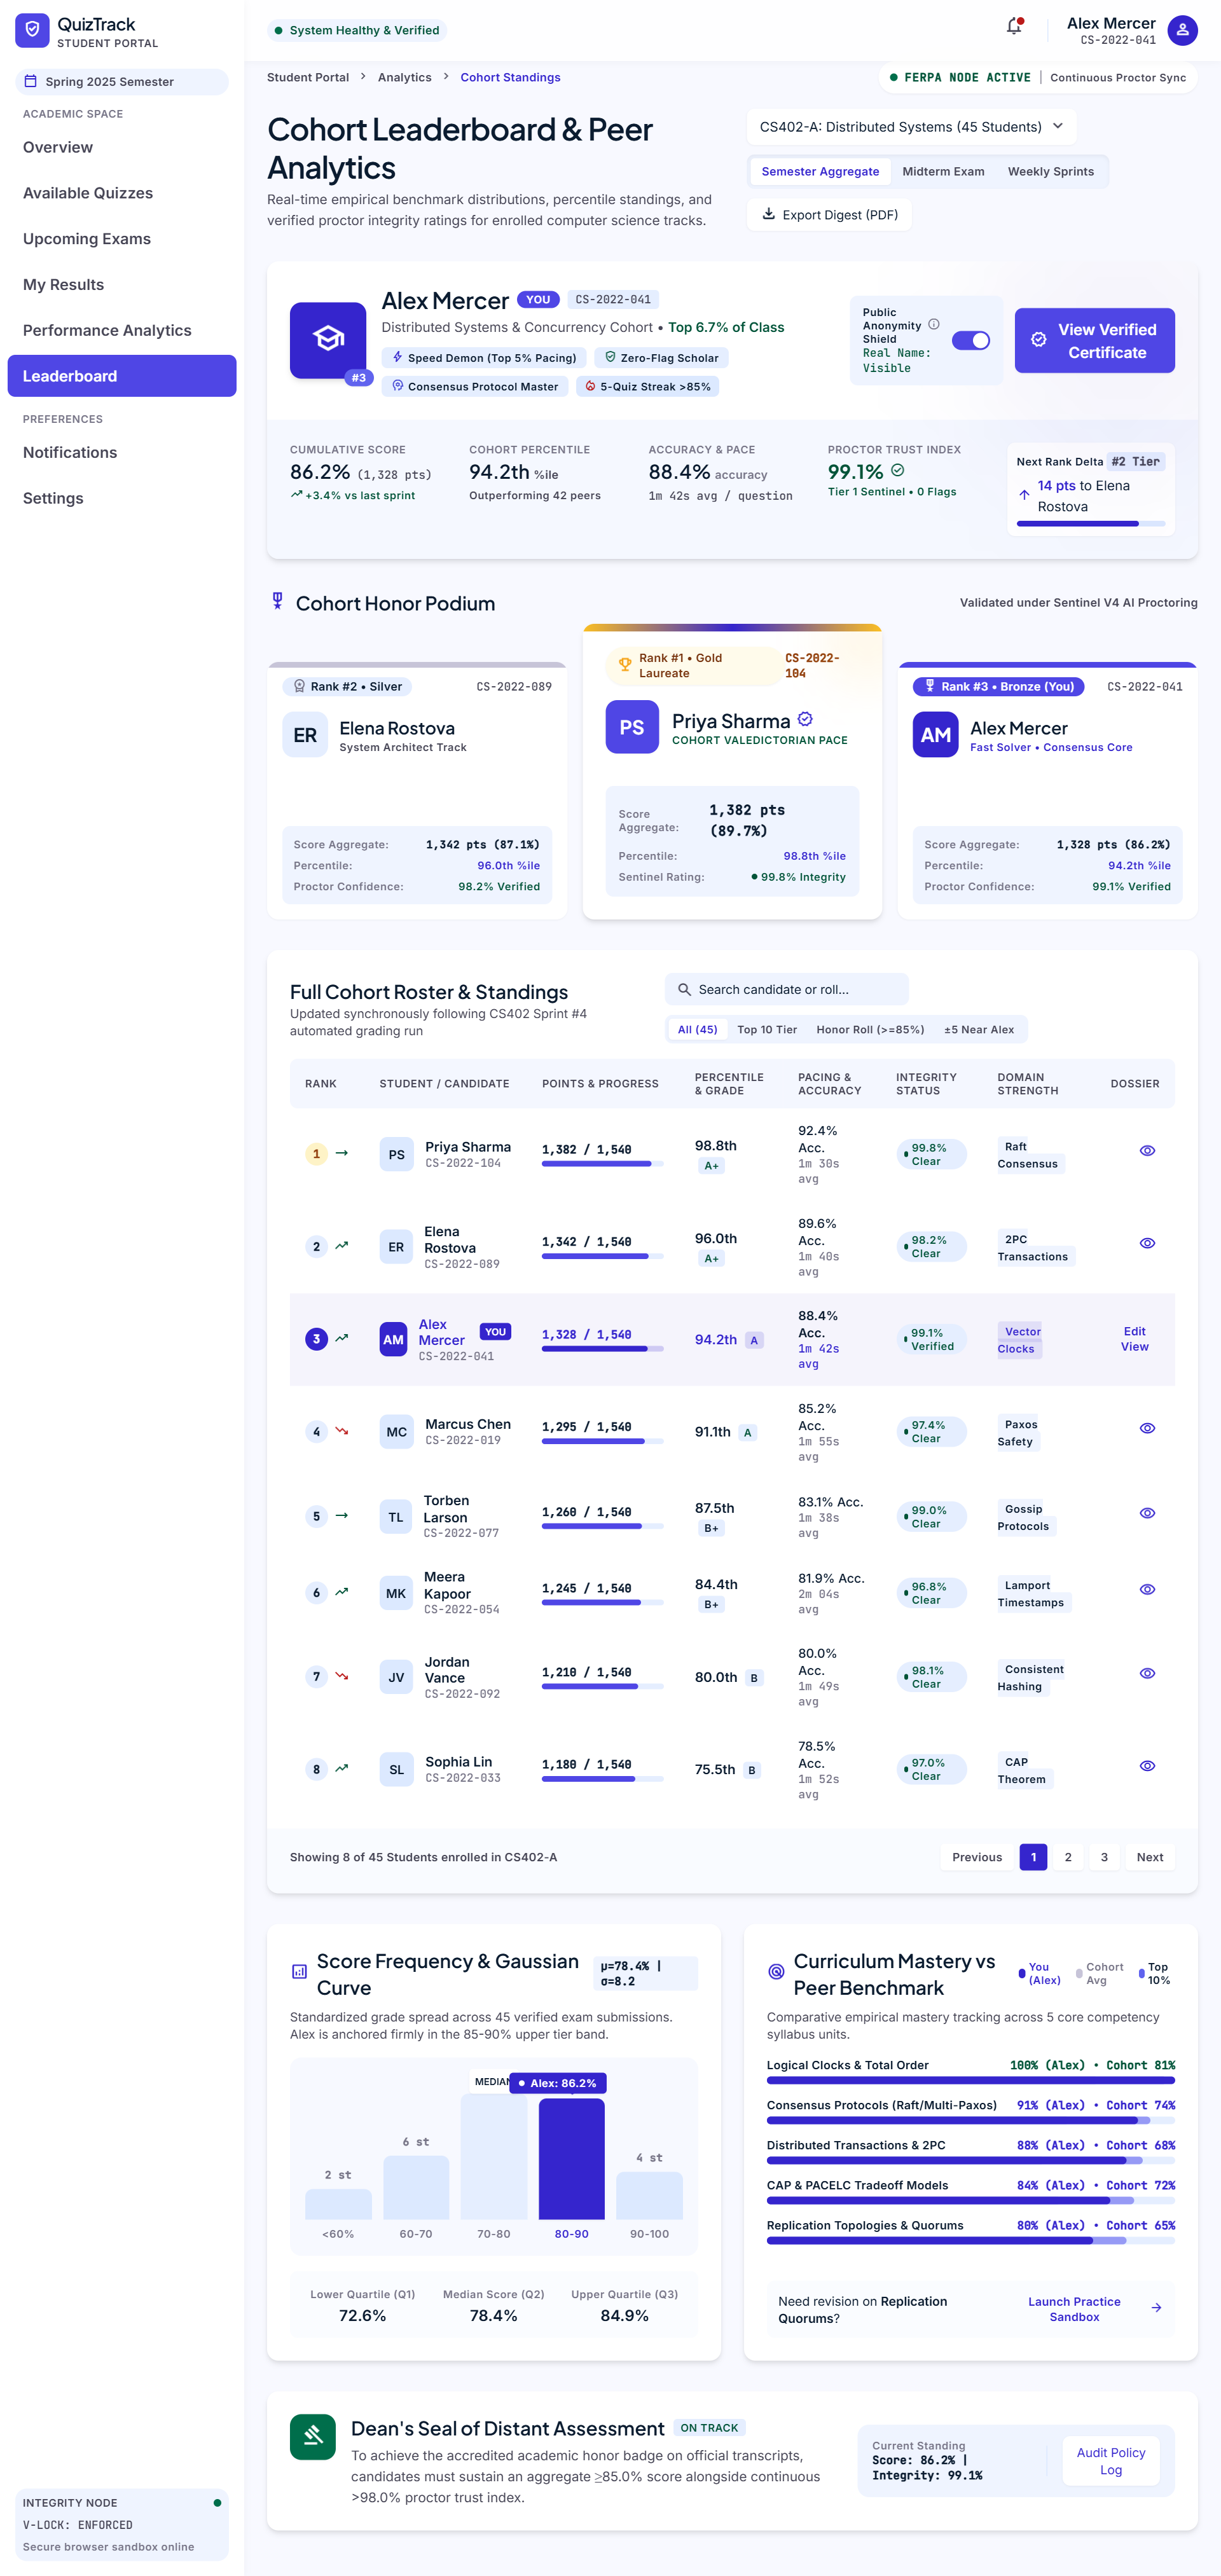 QuizTrack
STUDENT PORTAL
Spring 2025 Semester
ACADEMIC SPACE
Overview
Available Quizzes
Upcoming Exams
My Results
Performance Analytics
Leaderboard
PREFERENCES
Notifications
Settings
INTEGRITY NODE
V-LOCK: ENFORCED
Secure browser sandbox online
System Healthy & Verified
Alex Mercer
CS-2022-041
Student Portal > Analytics > Cohort Standings
FERPA NODE ACTIVE | Continuous Proctor Sync
Cohort Leaderboard & Peer
Analytics
Real-time empirical benchmark distributions, percentile standings, and
verified proctor integrity ratings for enrolled computer science tracks.
CS402-A: Distributed Systems (45 Students)
Semester Aggregate Midterm Exam Weekly Sprints
Export Digest (PDF)
#3
Alex Mercer YOU CS-2022-041
Distributed Systems & Concurrency Cohort • Top 6.7% of Class
Speed Demon (Top 5% Pacing) Zero-Flag Scholar
Consensus Protocol Master 5-Quiz Streak >85%
Public
Anonymity
Shield
Real Name:
Visible
View Verified
Certificate
CUMULATIVE SCORE
86.2% (1,328 pts)
+3.4% vs last sprint
COHORT PERCENTILE
94.2th %ile
Outperforming 42 peers
ACCURACY & PACE
88.4% accuracy
1m 42s avg / question
PROCTOR TRUST INDEX
99.1%
Tier 1 Sentinel • 0 Flags
Next Rank Delta #2 Tier
14 pts to Elena
Rostova
Cohort Honor Podium
Validated under Sentinel V4 AI Proctoring
Rank #2 • Silver CS-2022-089
ER
Elena Rostova
System Architect Track
Score Aggregate: 1,342 pts (87.1%)
Percentile: 96.0th %ile
Proctor Confidence: 98.2% Verified
Rank #1 • Gold
Laureate
CS-2022-
104
PS
Priya Sharma
COHORT VALEDICTORIAN PACE
Score
Aggregate:
1,382 pts
(89.7%)
Percentile: 98.8th %ile
Sentinel Rating: 99.8% Integrity
Rank #3 • Bronze (You) CS-2022-041
AM
Alex Mercer
Fast Solver • Consensus Core
Score Aggregate: 1,328 pts (86.2%)
Percentile: 94.2th %ile
Proctor Confidence: 99.1% Verified
Full Cohort Roster & Standings
Updated synchronously following CS402 Sprint #4
automated grading run
Search candidate or roll...
All (45) Top 10 Tier Honor Roll (>=85%) ±5 Near Alex
RANK
STUDENT / CANDIDATE
POINTS & PROGRESS
PERCENTILE
& GRADE
PACING &
ACCURACY
INTEGRITY
STATUS
DOMAIN
STRENGTH
DOSSIER
1
PS
Priya Sharma
CS-2022-104
1,382 / 1,540
98.8th
A+
92.4%
Acc.
1m 30s
avg
99.8%
Clear
Raft
Consensus
2
ER
Elena
Rostova
CS-2022-089
1,342 / 1,540
96.0th
A+
89.6%
Acc.
1m 40s
avg
98.2%
Clear
2PC
Transactions
3
AM
Alex
Mercer
YOU
CS-2022-041
1,328 / 1,540
94.2th A
88.4%
Acc.
1m 42s
avg
99.1%
Verified
Vector
Clocks
Edit
View
4
MC
Marcus Chen
CS-2022-019
1,295 / 1,540
91.1th A
85.2%
Acc.
1m 55s
avg
97.4%
Clear
Paxos
Safety
5
TL
Torben
Larson
CS-2022-077
1,260 / 1,540
87.5th
B+
83.1% Acc.
1m 38s
avg
99.0%
Clear
Gossip
Protocols
6
MK
Meera
Kapoor
CS-2022-054
1,245 / 1,540
84.4th
B+
81.9% Acc.
2m 04s
avg
96.8%
Clear
Lamport
Timestamps
7
JV
Jordan
Vance
CS-2022-092
1,210 / 1,540
80.0th B
80.0%
Acc.
1m 49s
avg
98.1%
Clear
Consistent
Hashing
8
SL
Sophia Lin
CS-2022-033
1,180 / 1,540
75.5th B
78.5%
Acc.
1m 52s
avg
97.0%
Clear
CAP
Theorem
Showing 8 of 45 Students enrolled in CS402-A
Previous 1 2 3 Next
Score Frequency & Gaussian
Curve
μ=78.4% |
σ=8.2
Standardized grade spread across 45 verified exam submissions.
Alex is anchored firmly in the 85-90% upper tier band.
Alex: 86.2%
6 st
4 st
2 st
<60% 60-70 70-80 80-90 90-100
Lower Quartile (Q1)
72.6%
Median Score (Q2)
78.4%
Upper Quartile (Q3)
84.9%
Curriculum Mastery vs
Peer Benchmark
You
(Alex)
Cohort
Avg
Top
10%
Comparative empirical mastery tracking across 5 core competency
syllabus units.
Logical Clocks & Total Order 100% (Alex) • Cohort 81%
Consensus Protocols (Raft/Multi-Paxos) 91% (Alex) • Cohort 74%
Distributed Transactions & 2PC 88% (Alex) • Cohort 68%
CAP & PACELC Tradeoff Models 84% (Alex) • Cohort 72%
Replication Topologies & Quorums 80% (Alex) • Cohort 65%
Need revision on Replication
Quorums?
Launch Practice
Sandbox
Dean's Seal of Distant Assessment ON TRACK
To achieve the accredited academic honor badge on official transcripts,
candidates must sustain an aggregate ≥85.0% score alongside continuous
>98.0% proctor trust index.
Current Standing
Score: 86.2% |
Integrity: 99.1%
Audit Policy
Log